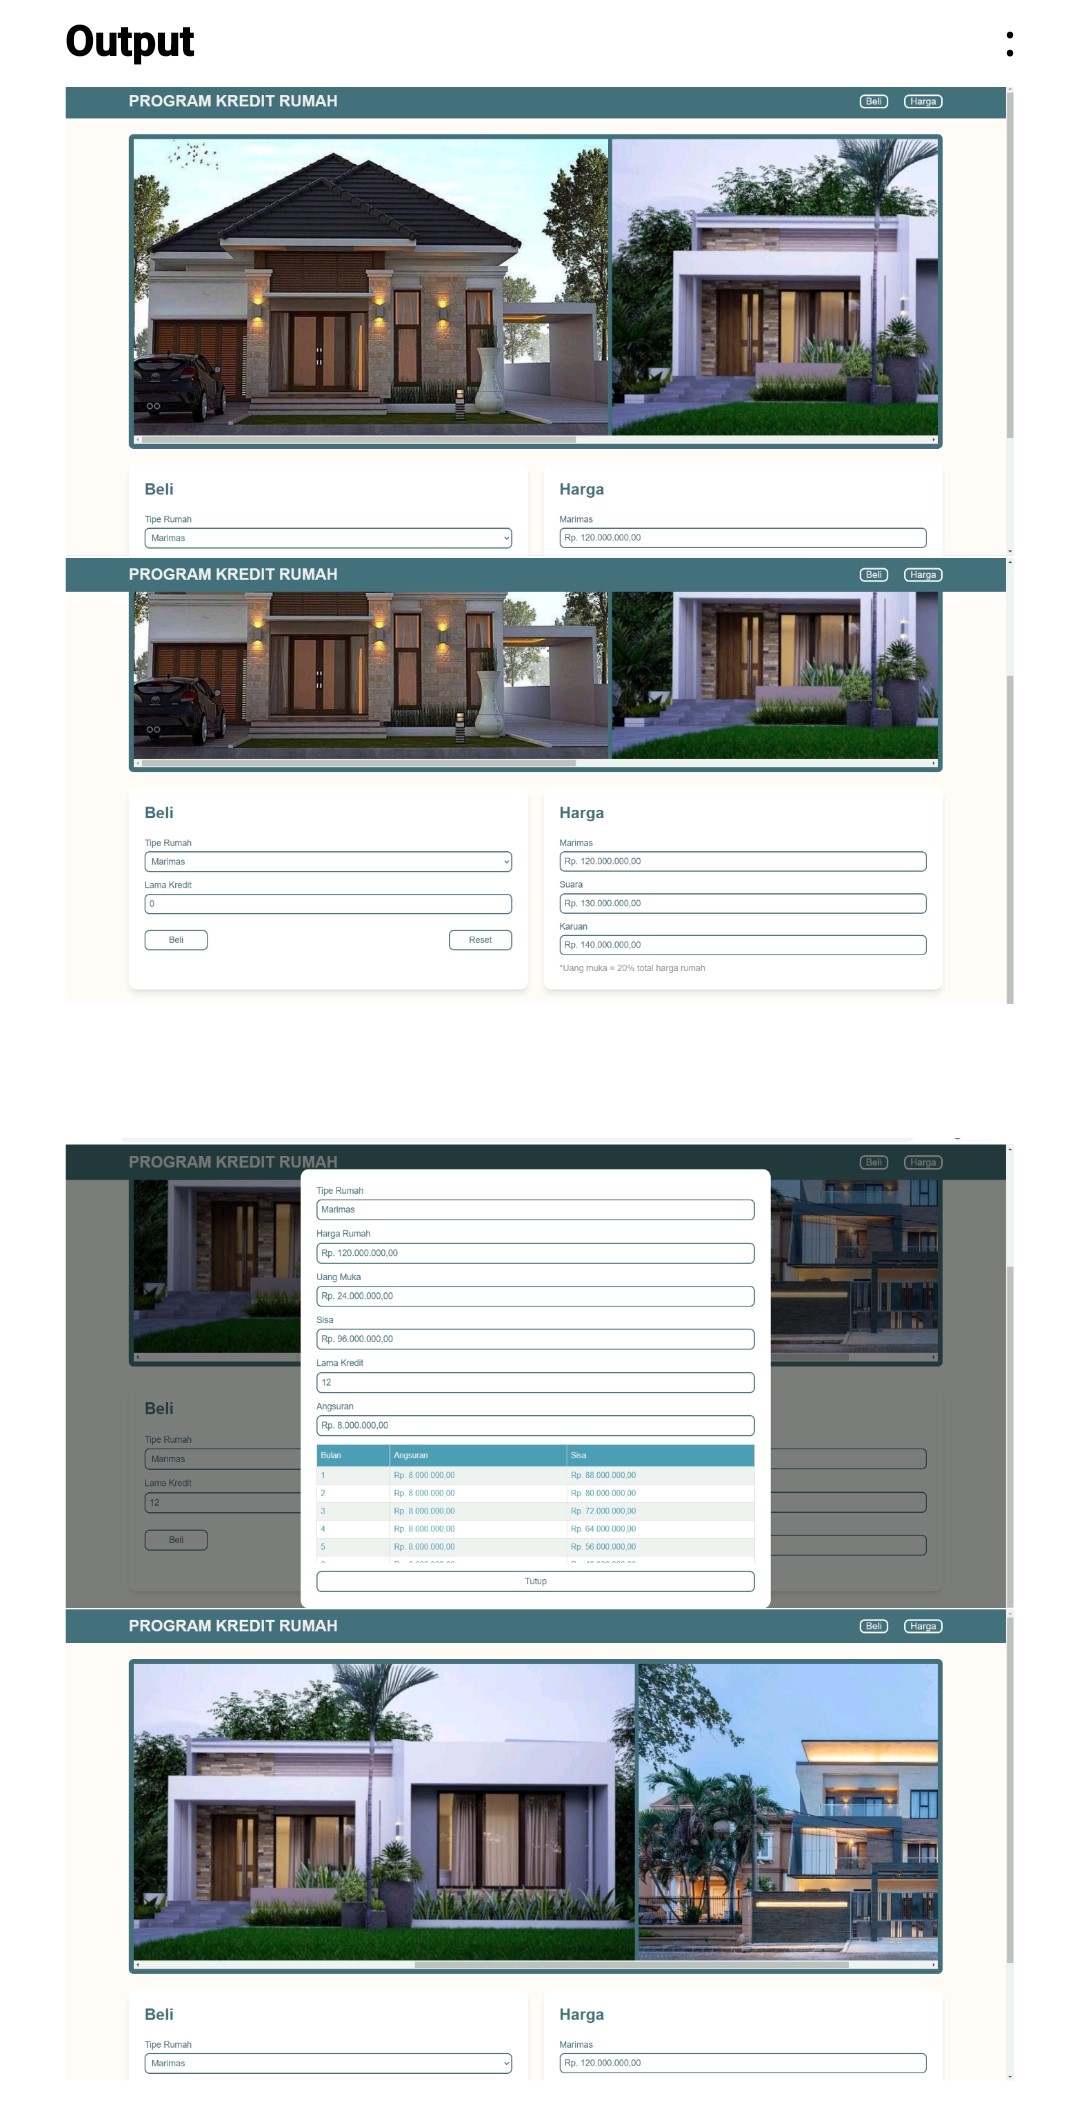 Output :
PROGRAM KREDIT RUMAH Beli Harga
Beli Harga
Tipe Rumah Marimas
Marimas Rp. 120.000.000,00
PROGRAM KREDIT RUMAH Beli Harga
Beli Harga
Tipe Rumah Marimas
Marimas Rp. 120.000.000,00
Lama Kredit Suara
0 Rp. 130.000.000,00
Karuan
Beli Reset Rp. 140.000.000,00
*Uang muka = 20% total harga rumah
PROGRAM KREDIT RUMAH Beli Harga
Tipe Rumah
Marimas
Harga Rumah
Rp. 120.000.000,00
Uang Muka
Rp. 24.000.000,00
Sisa
Rp. 96.000.000,00
Lama Kredit
12
Angsuran
Rp. 8.000.000,00
Bulan Angsuran Sisa
1 Rp. 8.000.000,00 Rp. 88.000.000,00
2 Rp. 8.000.000,00 Rp. 80.000.000,00
3 Rp. 8.000.000,00 Rp. 72.000.000,00
4 Rp. 8.000.000,00 Rp. 64.000.000,00
5 Rp. 8.000.000,00 Rp. 56.000.000,00
Tutup
Beli
Tipe Rumah
Marimas
Lama Kredit
12
Beli
PROGRAM KREDIT RUMAH Beli Harga
Beli Harga
Tipe Rumah Marimas
Marimas Rp. 120.000.000,00